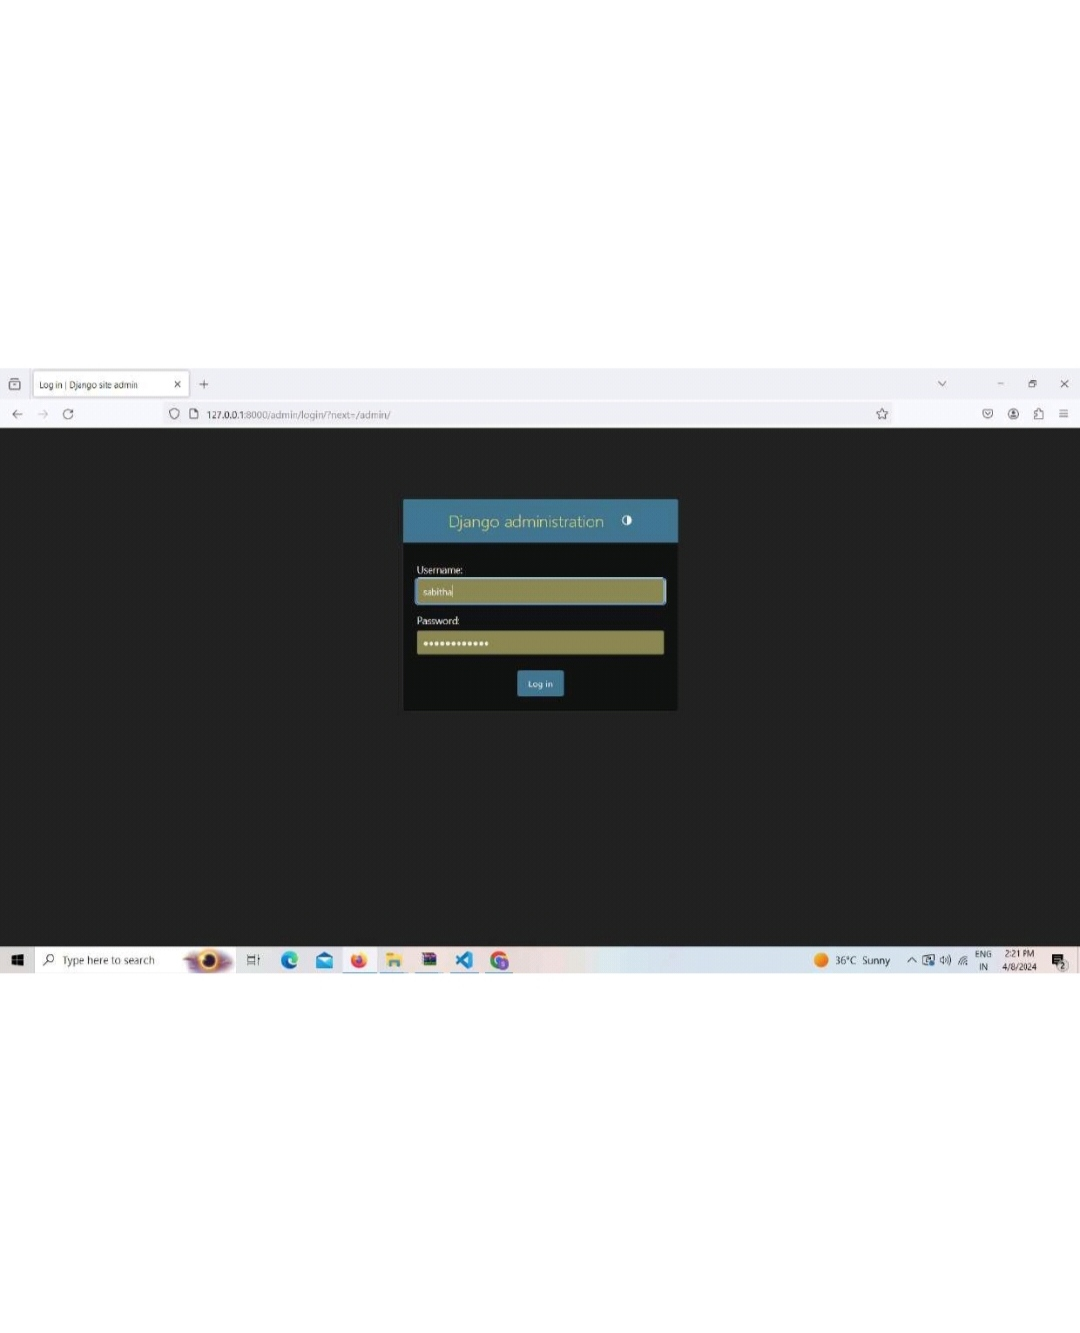 Log in | Django site admin
127.0.0.1:8000/admin/login/?next=/admin/
Django administration
Username:
sabitha
Password:
••••••••••••
Log in
Type here to search
36°C Sunny
ENG
IN
2:21 PM
4/8/2024
2